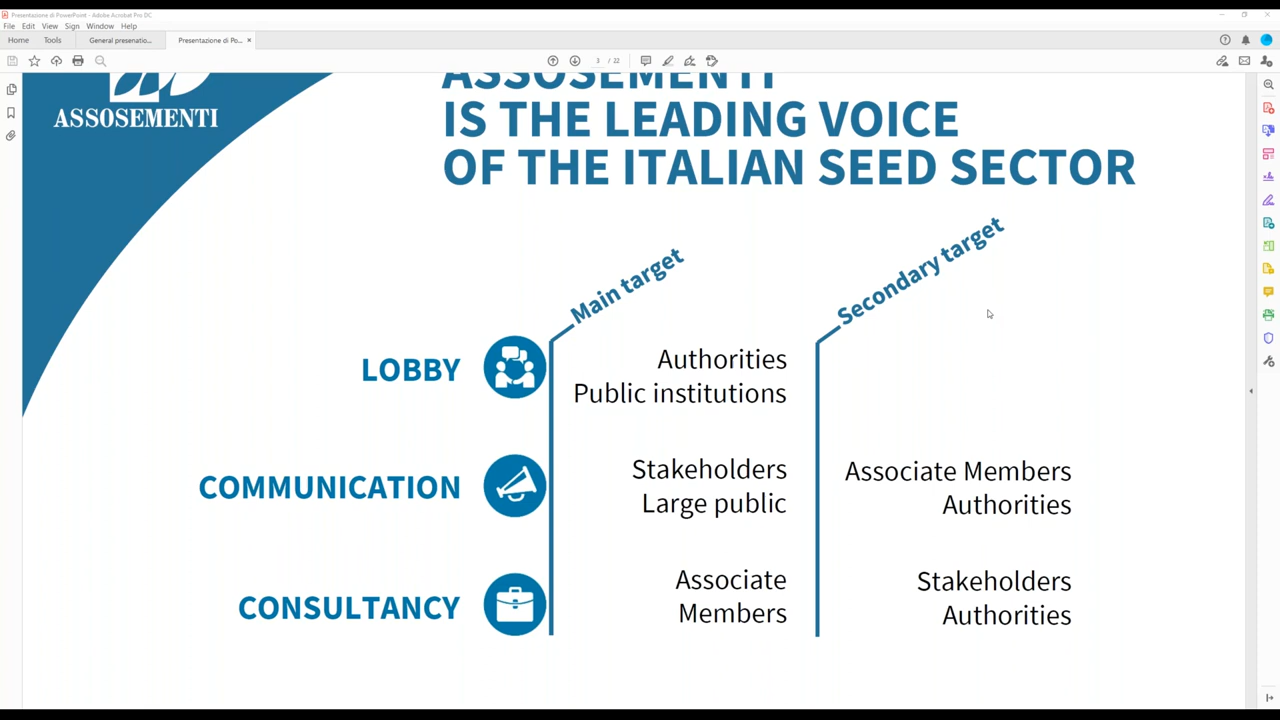 Presentazione di PowerPoint - Adobe Acrobat Pro DC
File Edit View Sign Window Help
Home Tools General presenatio... Presentazione di Po... ×
3 / 22
ASSOSEMENTI
ASSOSEMENTI
IS THE LEADING VOICE
OF THE ITALIAN SEED SECTOR
Main target
Secondary target
LOBBY
Authorities
Public institutions
COMMUNICATION
Stakeholders
Large public
Associate Members
Authorities
CONSULTANCY
Associate
Members
Stakeholders
Authorities